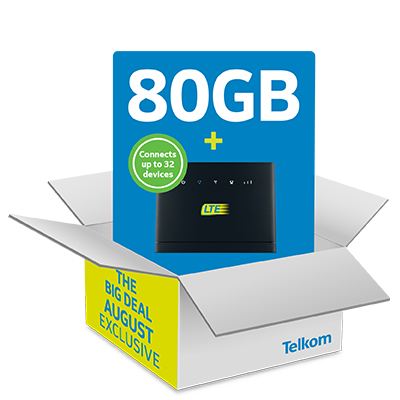 80GB
+
Connects
up to 32
devices
LTE
THE
BIG DEAL
AUGUST
EXCLUSIVE
Telkom